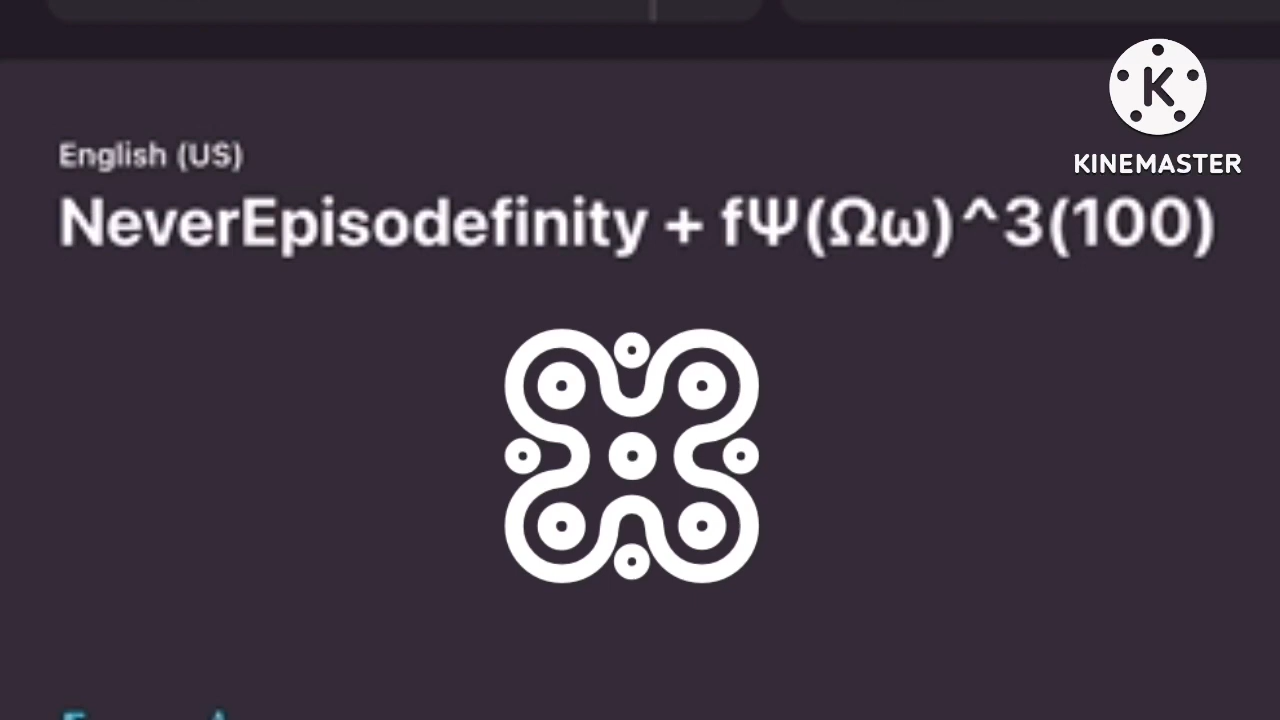 English (US)
NeverEpisodefinity + fΨ(Ωω)^3(100)
K
KINEMASTER